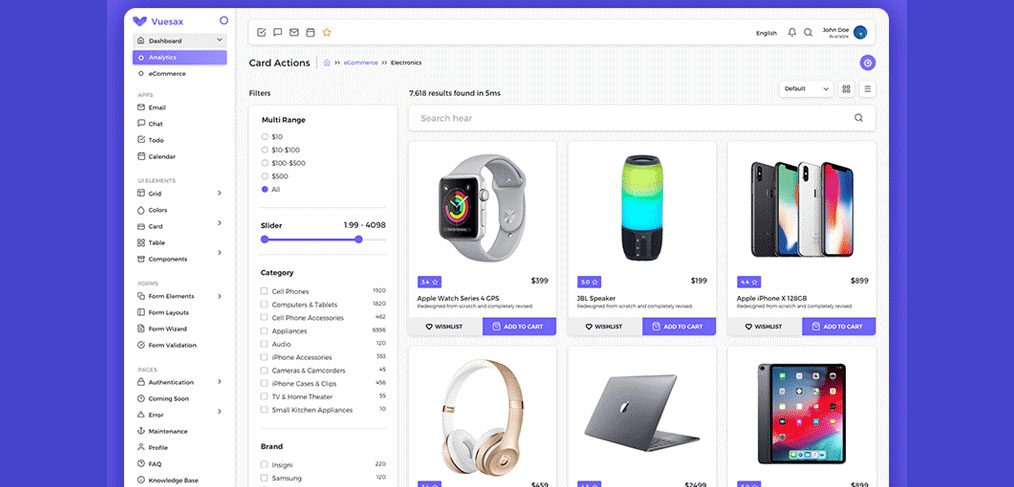 Vuesax
Dashboard
Analytics
eCommerce
APPS
Email
Chat
Todo
Calendar
UI ELEMENTS
Grid
Colors
Card
Table
Components
FORMS
Form Elements
Form Layouts
Form Wizard
Form Validation
PAGES
Authentication
Coming Soon
Error
Maintenance
Profile
FAQ
Knowledge Base
English
John Doe
Available
Card Actions
eCommerce
Electronics
Filters
7,618 results found in 5ms
Default
Multi Range
$10
$10-$100
$100-$500
$500
All
Slider 1.99 - 4098
Category
Cell Phones 1920
Computers & Tablets 1820
Cell Phone Accessories 462
Appliances 6556
Audio 120
iPhone Accessories 353
Cameras & Camcorders 45
iPhone Cases & Clips 456
TV & Home Theater 55
Small Kitchen Appliances 10
Brand
Insigni 220
Samsung 120
Search hear
3.4 $399
Apple Watch Series 4 GPS
Redesigned from scratch and completely revised
WISHLIST ADD TO CART
5.0 $199
JBL Speaker
Redesigned from scratch and completely revised
WISHLIST ADD TO CART
4.4 $899
Apple iPhone X 128GB
Redesigned from scratch and completely revised
WISHLIST ADD TO CART
$459
$2499
$899